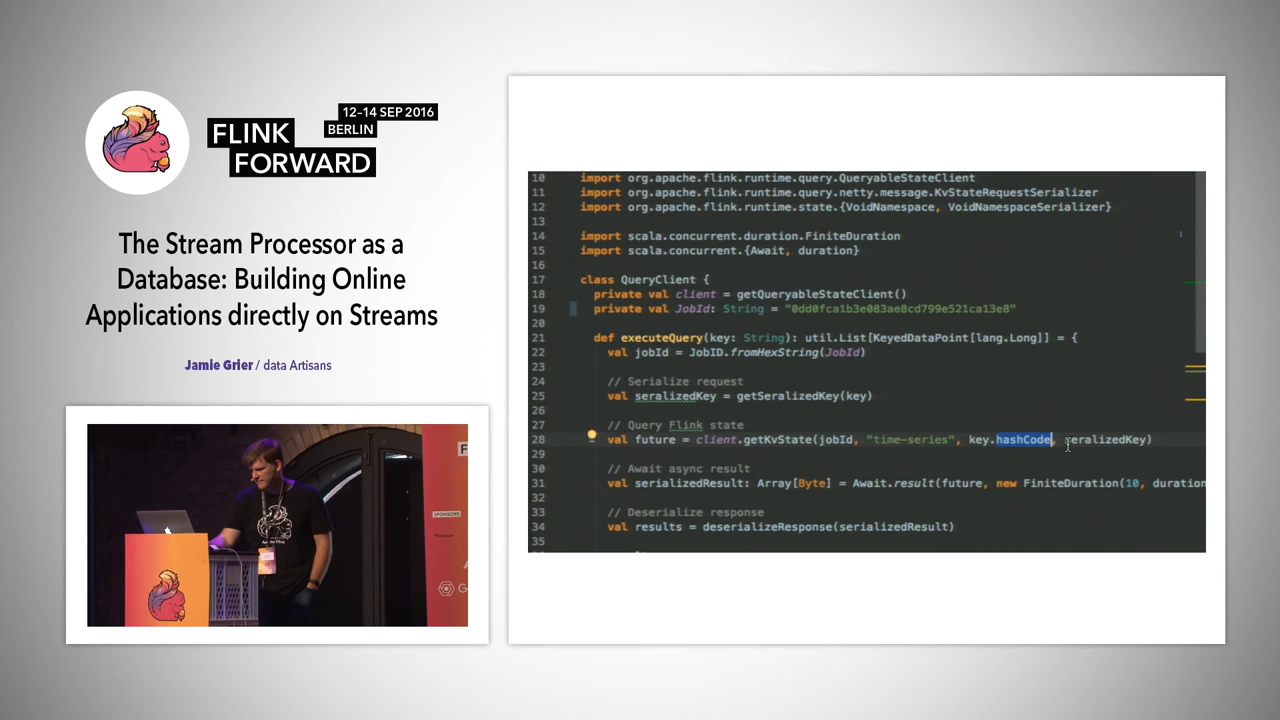 12–14 SEP 2016
BERLIN
FLINK
FORWARD
The Stream Processor as a
Database: Building Online
Applications directly on Streams
Jamie Grier / data Artisans
SPONSORS
10 import org.apache.flink.runtime.query.QueryableStateClient
11 import org.apache.flink.runtime.query.netty.message.KvStateRequestSerializer
12 import org.apache.flink.runtime.state.{VoidNamespace, VoidNamespaceSerializer}
13
14 import scala.concurrent.duration.FiniteDuration
15 import scala.concurrent.{Await, duration}
16
17 class QueryClient {
18 private val client = getQueryableStateClient()
19 private val JobId: String = "0dd0fca1b3e083ae8cd799e521ca13e8"
20
21 def executeQuery(key: String): util.List[KeyedDataPoint[lang.Long]] = {
22 val jobId = JobID.fromHexString(JobId)
23
24 // Serialize request
25 val seralizedKey = getSeralizedKey(key)
26
27 // Query Flink state
28 val future = client.getKvState(jobId, "time-series", key.hashCode, seralizedKey)
29
30 // Await async result
31 val serializedResult: Array[Byte] = Await.result(future, new FiniteDuration(10, duration
32
33 // Deserialize response
34 val results = deserializeResponse(serializedResult)
35